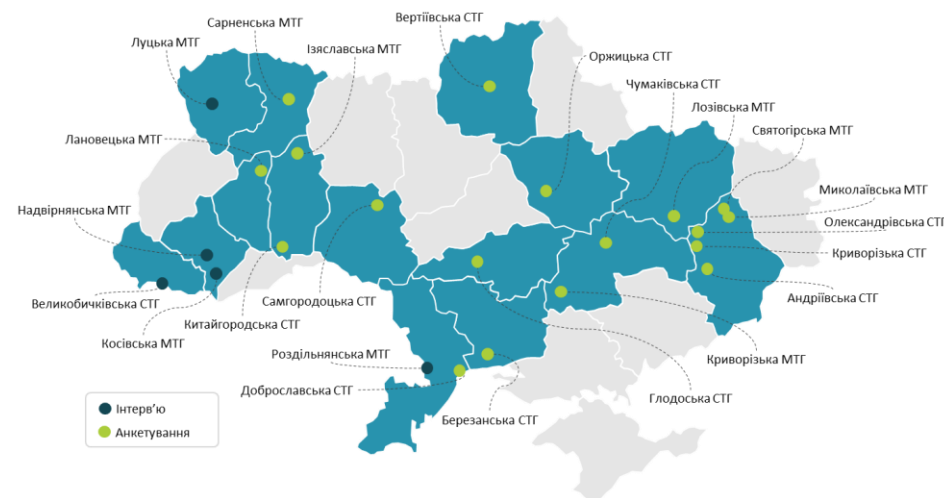 Вертіївська СТГ
Сарненська МТГ
Луцька МТГ
Ізяславська МТГ
Оржицька СТГ
Чумаківська СТГ
Лозівська МТГ
Святогірська МТГ
Лановецька МТГ
Миколаївська МТГ
Надвірнянська МТГ
Олександрівська СТГ
Криворізька СТГ
Андріївська СТГ
Великобичківська СТГ
Самгородоцька СТГ
Китайгородська СТГ
Косівська МТГ
Роздільнянська МТГ
Криворізька МТГ
Доброславська СТГ
Глодоська СТГ
Березанська СТГ
Інтерв’ю
Анкетування